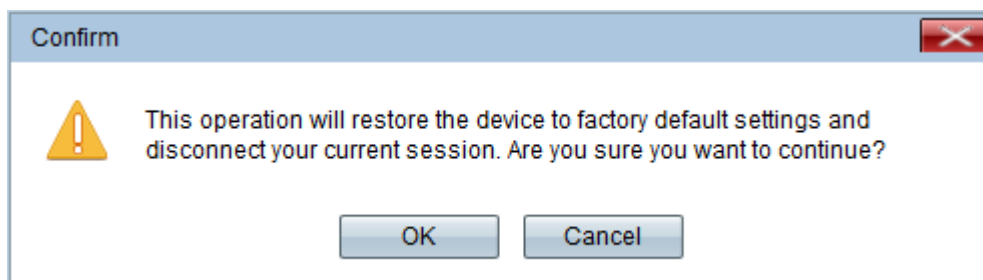 Confirm
This operation will restore the device to factory default settings and
disconnect your current session. Are you sure you want to continue?
OK
Cancel